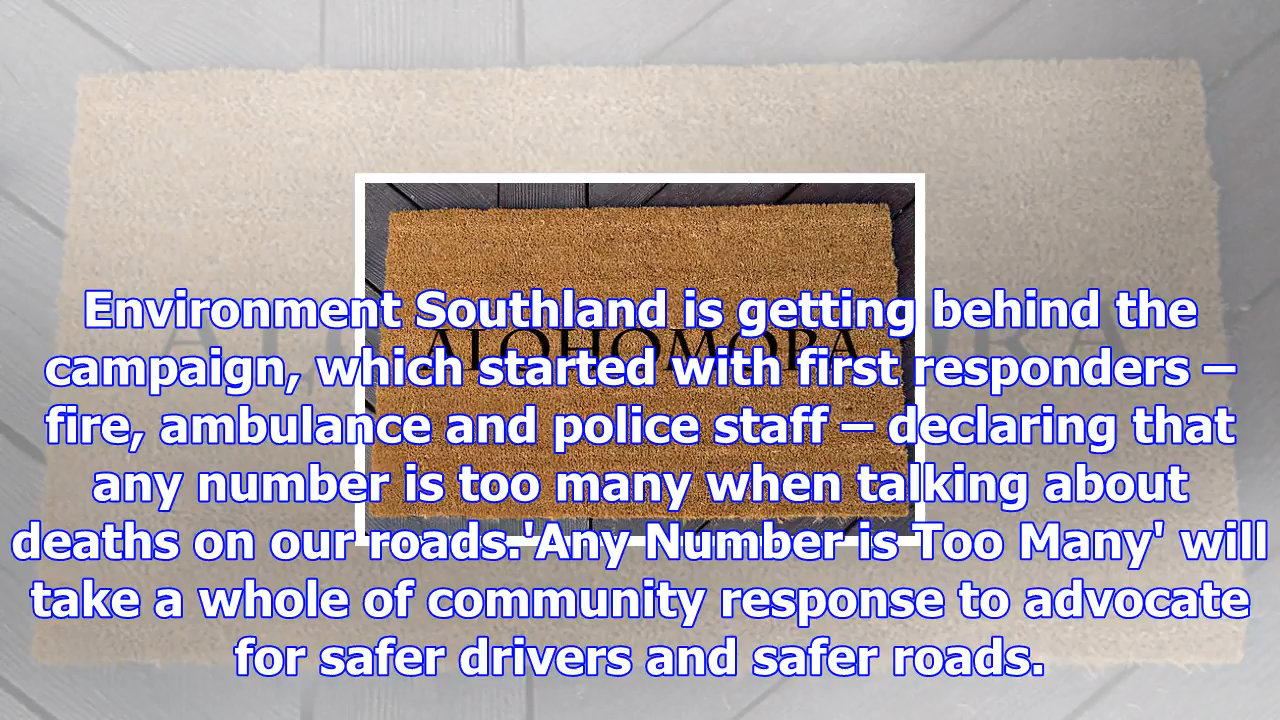 Environment Southland is getting behind the
ALOHOMORA
campaign, which started with first responders –
fire, ambulance and police staff – declaring that
any number is too many when talking about
deaths on our roads.'Any Number is Too Many' will
take a whole of community response to advocate
for safer drivers and safer roads.